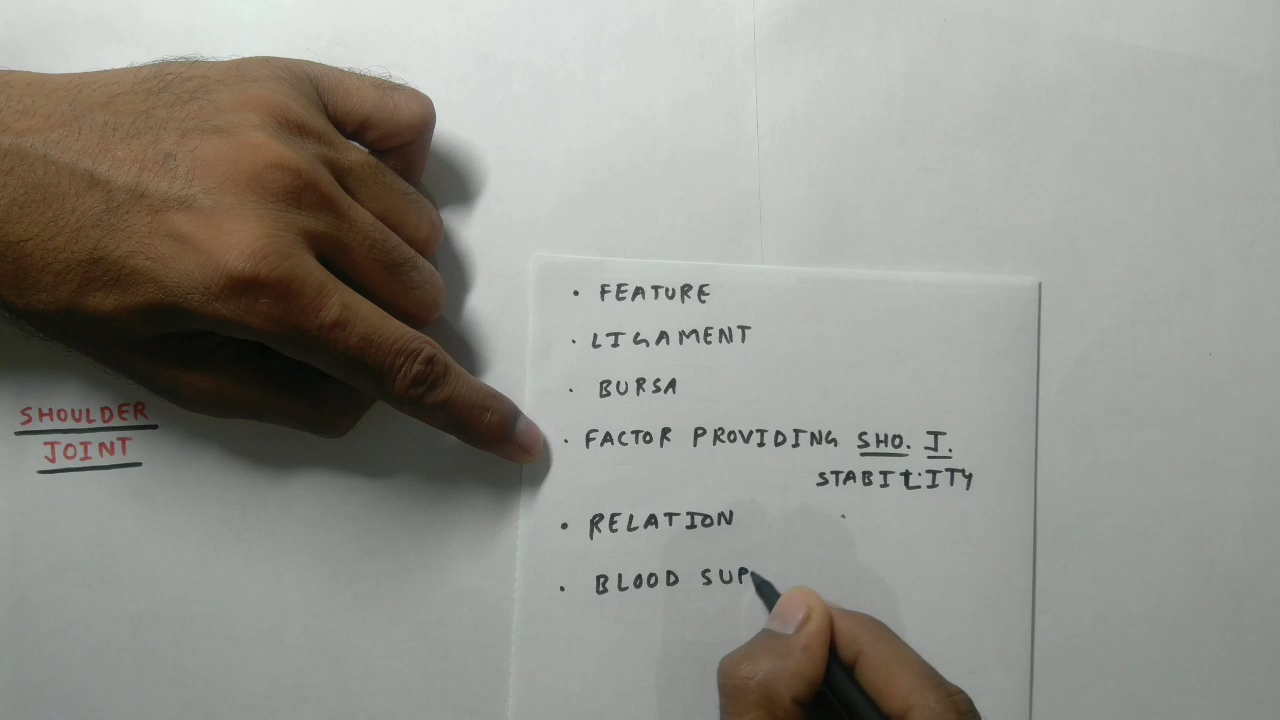 SHOULDER
JOINT
· FEATURE
· LIGAMENT
· BURSA
· FACTOR PROVIDING SHO. J.
STABILITY
· RELATION
· BLOOD SUP